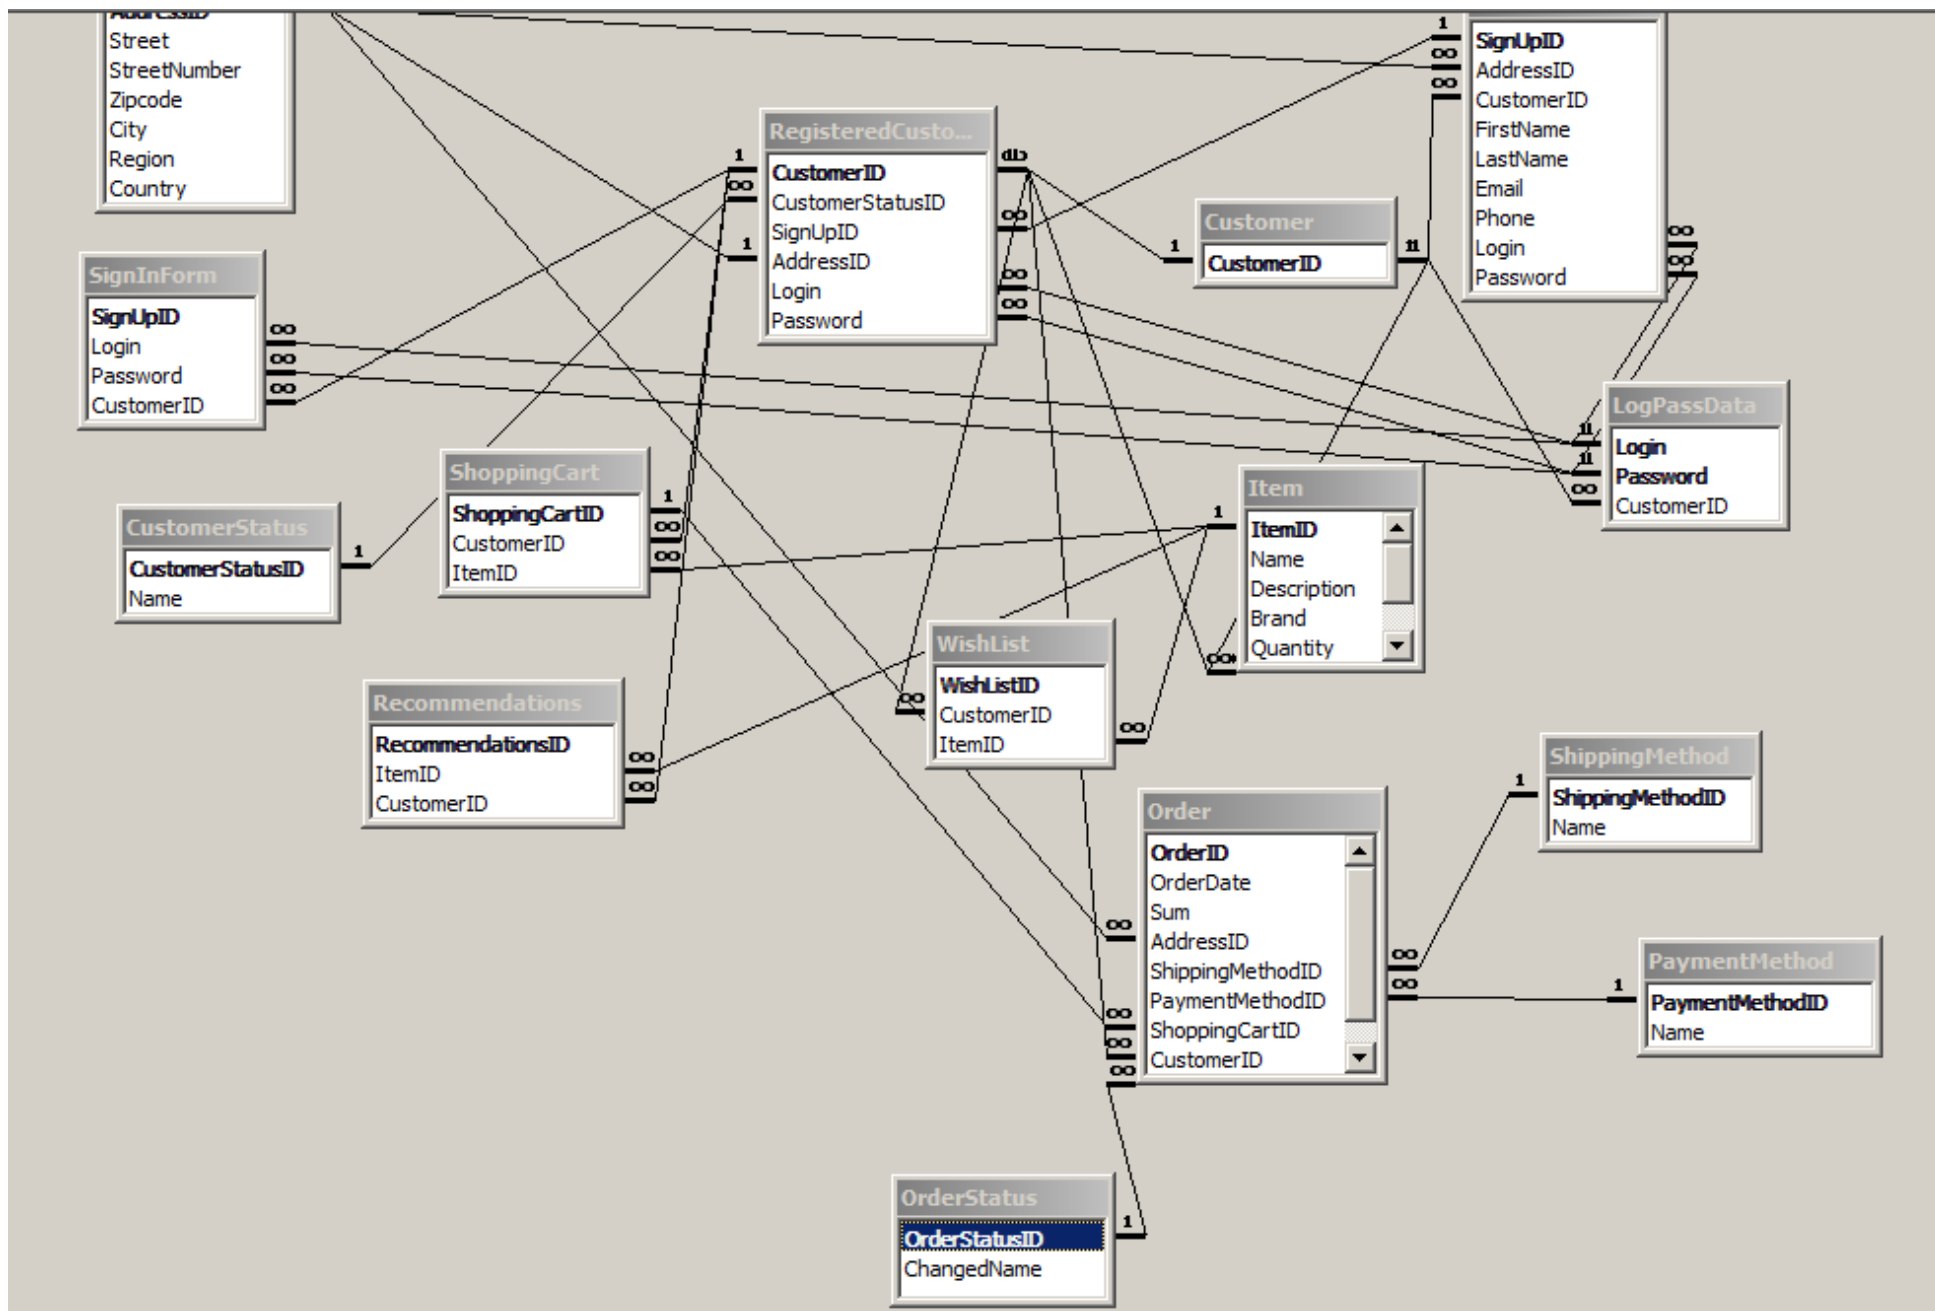 AddressID
Street
StreetNumber
Zipcode
City
Region
Country
SignUpID
AddressID
CustomerID
FirstName
LastName
Email
Phone
Login
Password
RegisteredCusto...
CustomerID
CustomerStatusID
SignUpID
AddressID
Login
Password
Customer
CustomerID
SignInForm
SignUpID
Login
Password
CustomerID
LogPassData
Login
Password
CustomerID
ShoppingCart
ShoppingCartID
CustomerID
ItemID
Item
ItemID
Name
Description
Brand
Quantity
CustomerStatus
CustomerStatusID
Name
WishList
WishListID
CustomerID
ItemID
Recommendations
RecommendationsID
ItemID
CustomerID
ShippingMethod
ShippingMethodID
Name
Order
OrderID
OrderDate
Sum
AddressID
ShippingMethodID
PaymentMethodID
ShoppingCartID
CustomerID
PaymentMethod
PaymentMethodID
Name
OrderStatus
OrderStatusID
ChangedName